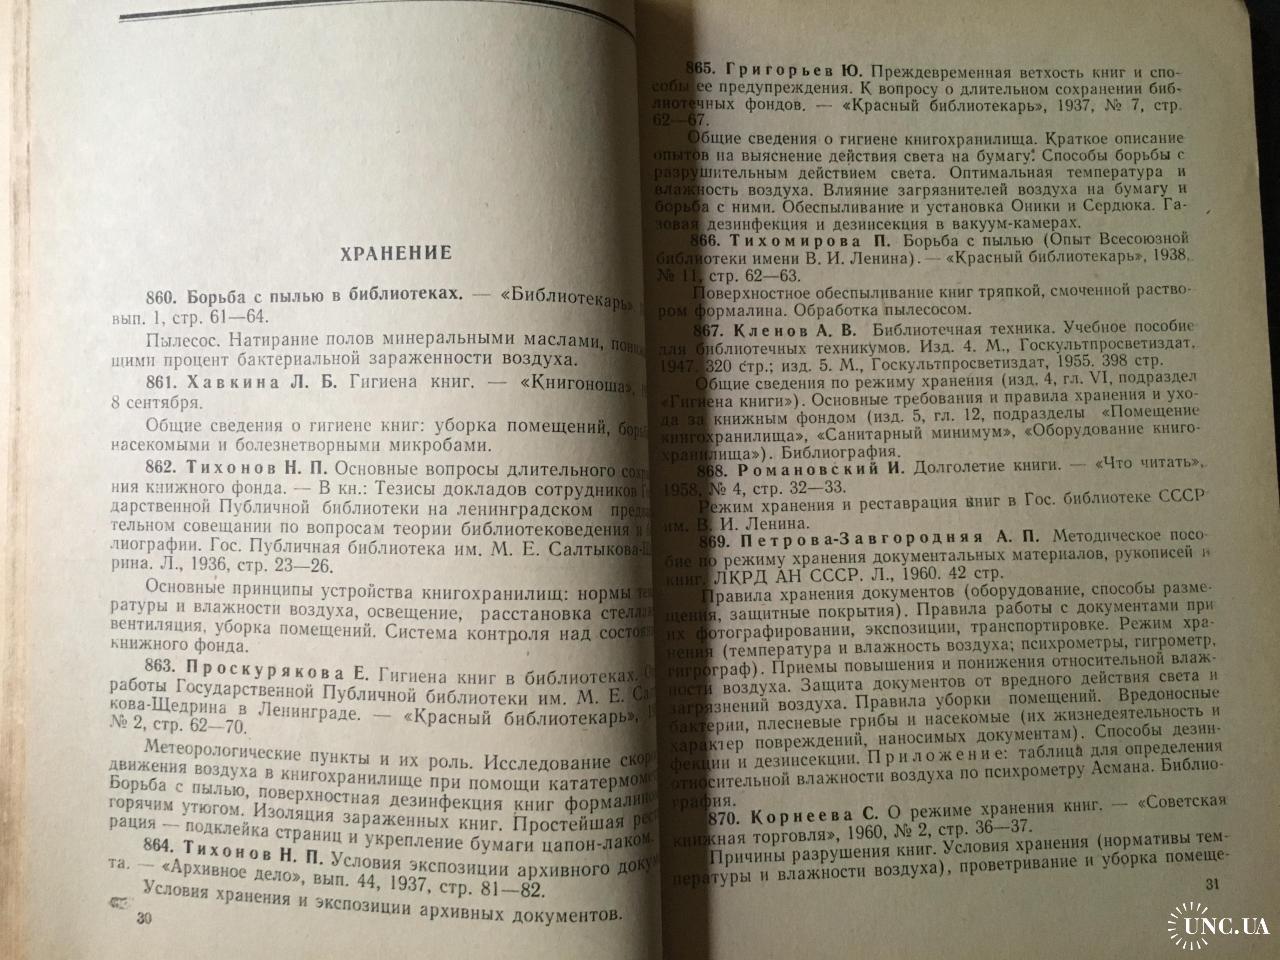 ХРАНЕНИЕ
860. Борьба с пылью в библиотеках. — «Библиотекарь»,
вып. 1, стр. 61—64.
Пылесос. Натирание полов минеральными маслами,
щими процент бактериальной зараженности воздуха.
861. Хавкина Л. Б. Гигиена книг. — «Книгоноша»,
8 сентября.
Общие сведения о гигиене книг: уборка помещений,
насекомыми и болезнетворными микробами.
862. Тихонов Н. П. Основные вопросы длительного
ния книжного фонда. — В кн.: Тезисы докладов сотрудников
дарственной Публичной библиотеки на ленинградском
тельном совещании по вопросам теории библиотековедения и
лиографии. Гос. Публичная библиотека им. М. Е. Салтыкова-
рина. Л., 1936, стр. 23—26.
Основные принципы устройства книгохранилищ: нормы
ратуры и влажности воздуха, освещение, расстановка
вентиляция, уборка помещений. Система контроля над
книжного фонда.
863. Проскурякова Е. Гигиена книг в библиотеках.
работы Государственной Публичной библиотеки им. М. Е.
кова-Щедрина в Ленинграде. — «Красный библиотекарь»,
№ 2, стр. 62—70.
Метеорологические пункты и их роль. Исследование
движения воздуха в книгохранилище при помощи
Борьба с пылью, поверхностная дезинфекция книг
горячим утюгом. Изоляция зараженных книг. Простейшая
рация — подклейка страниц и укрепление бумаги цапон-лаком.
864. Тихонов Н. П. Условия экспозиции архивного
та. — «Архивное дело», вып. 44, 1937, стр. 81—82.
Условия хранения и экспозиции архивных документов.
30
865. Григорьев Ю. Преждевременная ветхость книг и спо-
собы ее предупреждения. К вопросу о длительном сохранении биб-
лиотечных фондов. — «Красный библиотекарь», 1937, № 7, стр.
62—67.
Общие сведения о гигиене книгохранилища. Краткое описание
опытов на выяснение действия света на бумагу. Способы борьбы с
разрушительным действием света. Оптимальная температура и
влажность воздуха. Влияние загрязнителей воздуха на бумагу и
борьба с ними. Обеспыливание и установка Оники и Сердюка. Га-
зовая дезинфекция и дезинсекция в вакуум-камерах.
866. Тихомирова П. Борьба с пылью (Опыт Всесоюзной
библиотеки имени В. И. Ленина). — «Красный библиотекарь», 1938,
№ 11, стр. 62—63.
Поверхностное обеспыливание книг тряпкой, смоченной раство-
ром формалина. Обработка пылесосом.
867. Кленов А. В. Библиотечная техника. Учебное пособие
для библиотечных техникумов. Изд. 4. М., Госкультпросветиздат,
1947. 320 стр.; изд. 5. М., Госкультпросветиздат, 1955. 398 стр.
Общие сведения по режиму хранения (изд. 4, гл. VI, подраздел
«Гигиена книги»). Основные требования и правила хранения и ухо-
да за книжным фондом (изд. 5, гл. 12, подразделы «Помещение
книгохранилища», «Санитарный минимум», «Оборудование книго-
хранилища»). Библиография.
868. Романовский И. Долголетие книги. — «Что читать»,
1958, № 4, стр. 32—33.
Режим хранения и реставрация книг в Гос. библиотеке СССР
им. В. И. Ленина.
869. Петрова-Завгородняя А. П. Методическое посо-
бие по режиму хранения документальных материалов, рукописей и
книг. ЛКРД АН СССР. Л., 1960. 42 стр.
Правила хранения документов (оборудование, способы разме-
щения, защитные покрытия). Правила работы с документами при
их фотографировании, экспозиции, транспортировке. Режим хра-
нения (температура и влажность воздуха; психрометры, гигрометр,
гигрограф). Приемы повышения и понижения относительной влаж-
ности воздуха. Защита документов от вредного действия света и
загрязнений воздуха. Правила уборки помещений. Вредоносные
бактерии, плесневые грибы и насекомые (их жизнедеятельность и
характер повреждений, наносимых документам). Способы дезин-
фекции и дезинсекции. Приложение: таблица для определения
относительной влажности воздуха по психрометру Асмана. Библио-
графия.
870. Корнеева С. О режиме хранения книг. — «Советская
книжная торговля», 1960, № 2, стр. 36—37.
Причины разрушения книг. Условия хранения (нормативы тем-
пературы и влажности воздуха), проветривание и уборка помеще-
31
UNC.UA